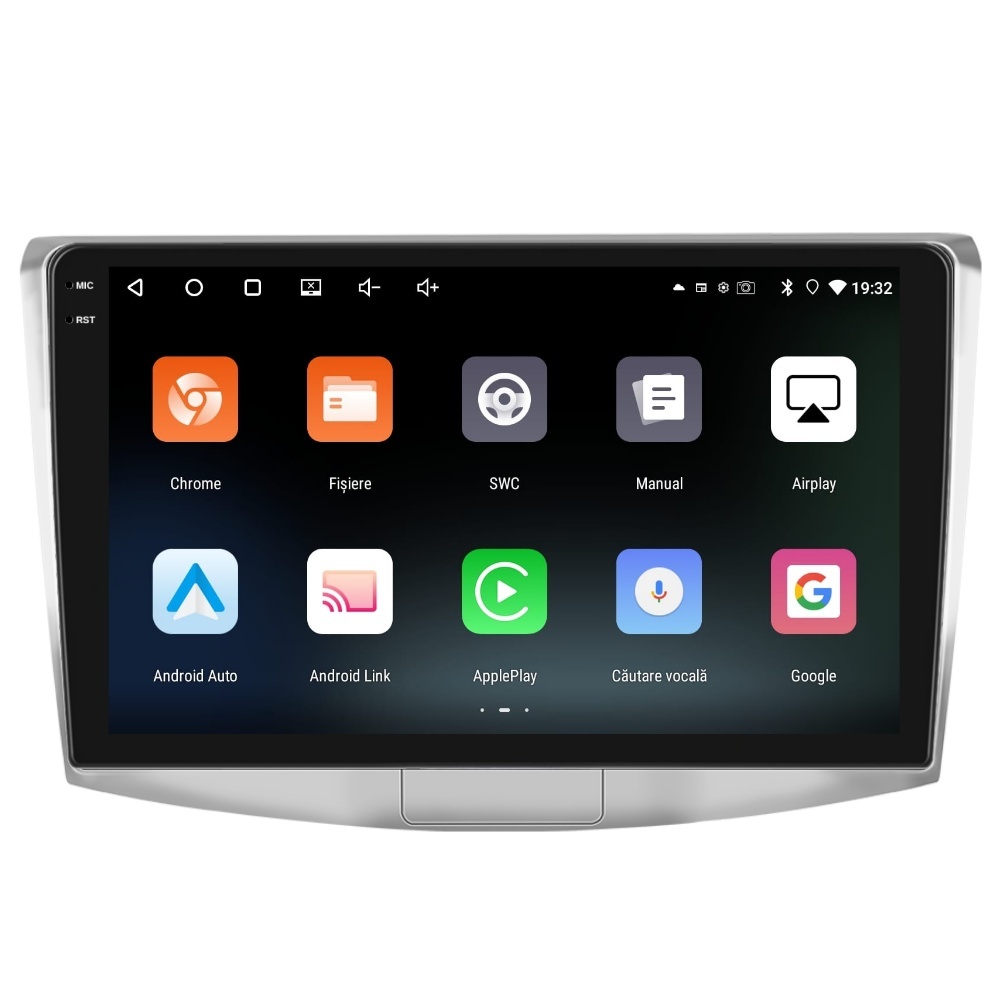 MIC
RST
19:32
Chrome
Fișiere
SWC
Manual
Airplay
Android Auto
Android Link
ApplePlay
Căutare vocală
Google